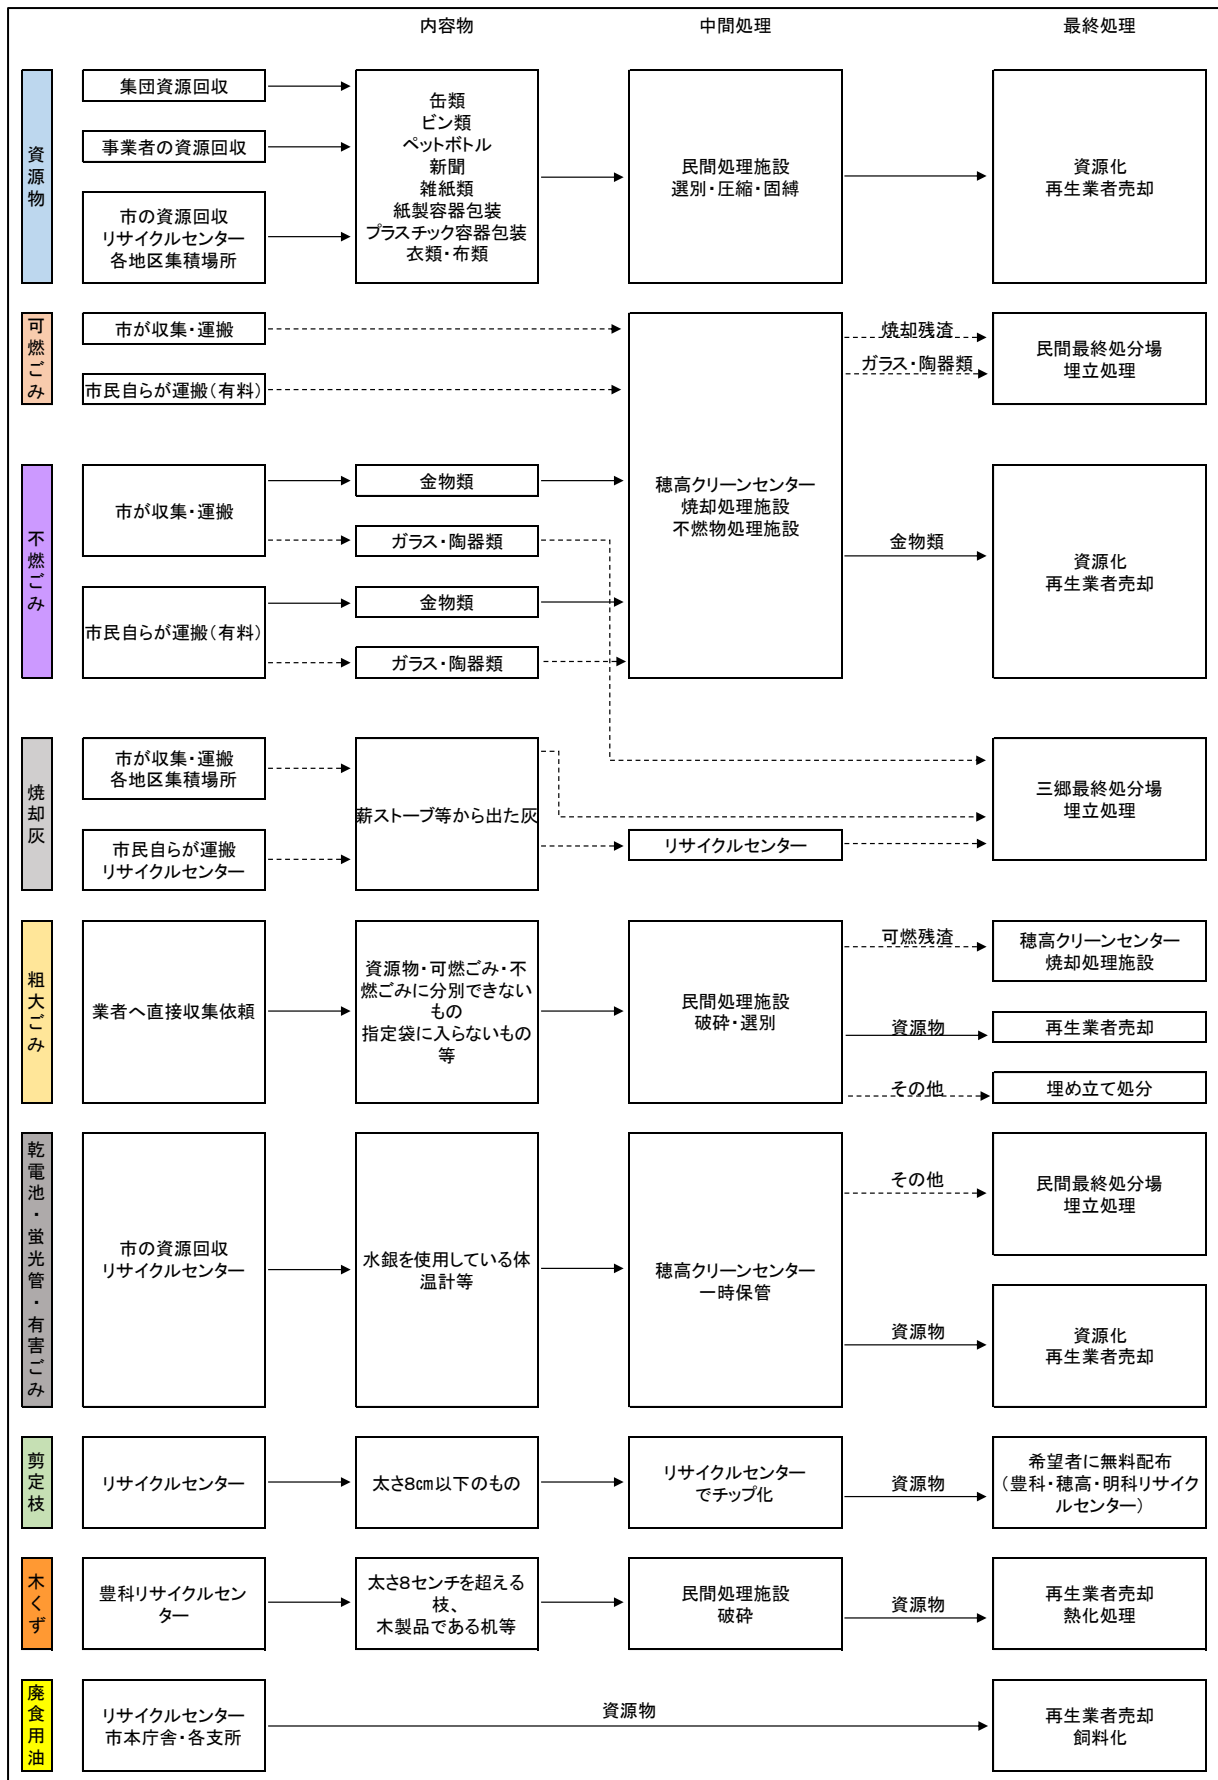 内容物
中間処理
最終処理
資源物
集団資源回収
事業者の資源回収
市の資源回収
リサイクルセンター
各地区集積場所
缶類
ビン類
ペットボトル
新聞
雑紙類
紙製容器包装
プラスチック容器包装
衣類・布類
民間処理施設
選別・圧縮・固縛
資源化
再生業者売却
可燃ごみ
市が収集・運搬
市民自らが運搬(有料)
焼却残渣
ガラス・陶器類
民間最終処分場
埋立処理
不燃ごみ
市が収集・運搬
市民自らが運搬(有料)
金物類
ガラス・陶器類
金物類
ガラス・陶器類
穂高クリーンセンター
焼却処理施設
不燃物処理施設
金物類
資源化
再生業者売却
焼却灰
市が収集・運搬
各地区集積場所
市民自らが運搬
リサイクルセンター
薪ストーブ等から出た灰
リサイクルセンター
三郷最終処分場
埋立処理
粗大ごみ
業者へ直接収集依頼
資源物・可燃ごみ・不
燃ごみに分別できない
もの
指定袋に入らないもの
等
民間処理施設
破砕・選別
可燃残渣
資源物
その他
穂高クリーンセンター
焼却処理施設
再生業者売却
埋め立て処分
乾電池・蛍光管・有害ごみ
市の資源回収
リサイクルセンター
水銀を使用している体
温計等
穂高クリーンセンター
一時保管
その他
資源物
民間最終処分場
埋立処理
資源化
再生業者売却
剪定枝
リサイクルセンター
太さ8㎝以下のもの
リサイクルセンター
でチップ化
資源物
希望者に無料配布
(豊科・穂高・明科リサイク
ルセンター)
木くず
豊科リサイクルセン
ター
太さ8センチを超える
枝、
木製品である机等
民間処理施設
破砕
資源物
再生業者売却
熱化処理
廃食用油
リサイクルセンター
市本庁舎・各支所
資源物
再生業者売却
飼料化